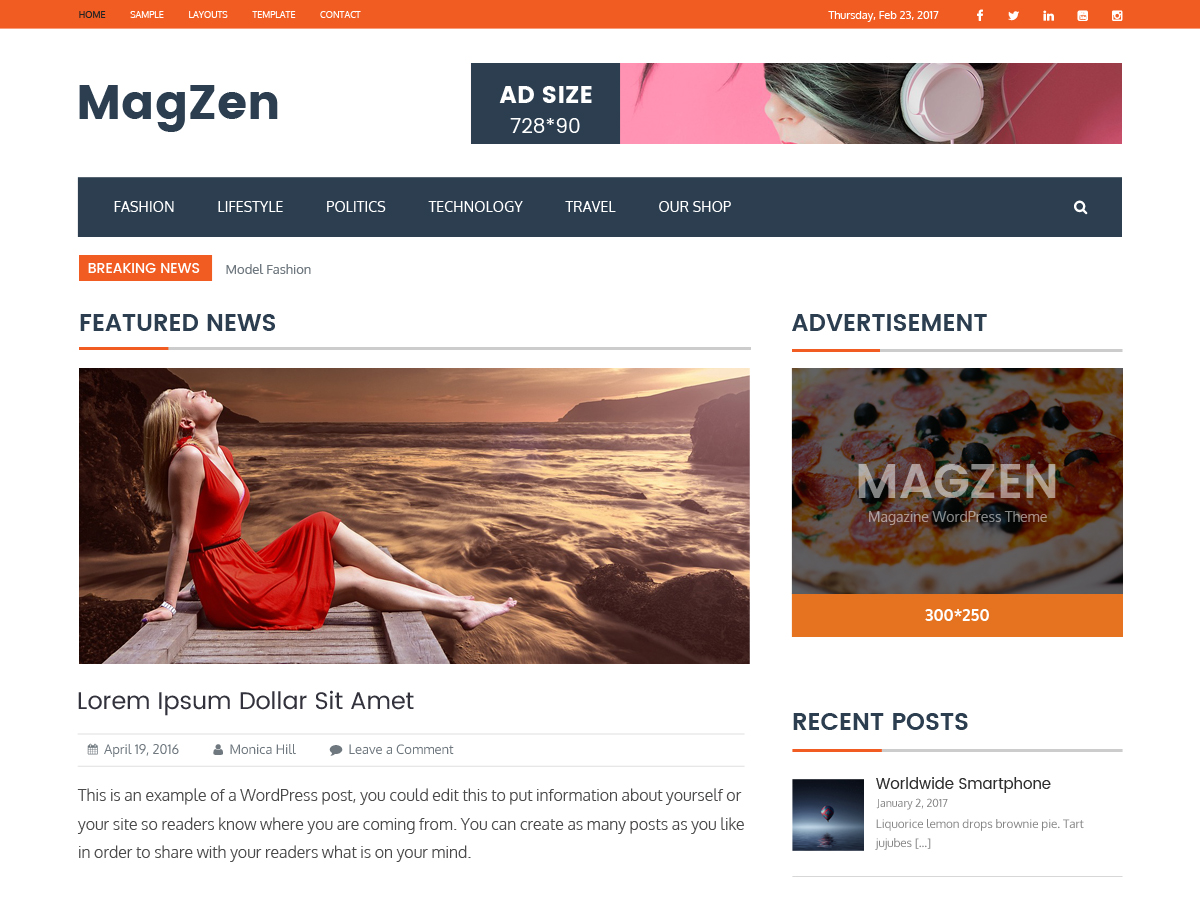 HOME SAMPLE LAYOUTS TEMPLATE CONTACT Thursday, Feb 23, 2017
MagZen
AD SIZE
728*90
FASHION LIFESTYLE POLITICS TECHNOLOGY TRAVEL OUR SHOP
BREAKING NEWS Model Fashion
FEATURED NEWS
Lorem Ipsum Dollar Sit Amet
April 19, 2016 Monica Hill Leave a Comment
This is an example of a WordPress post, you could edit this to put information about yourself or
your site so readers know where you are coming from. You can create as many posts as you like
in order to share with your readers what is on your mind.
ADVERTISEMENT
MAGZEN
Magazine WordPress Theme
300*250
RECENT POSTS
Worldwide Smartphone
January 2, 2017
Liquorice lemon drops brownie pie. Tart
jujubes [...]